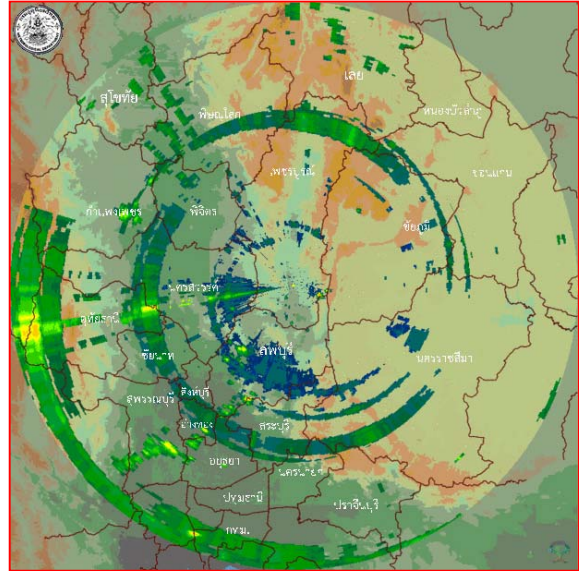 เลย
สุโขทัย
พิษณุโลก
หนองบัวลำภู
ขอนแก่น
เพชรบูรณ์
กำแพงเพชร
พิจิตร
ชัยภูมิ
นครสวรรค์
อุทัยธานี
ลพบุรี
ชัยนาท
นครราชสีมา
สิงห์บุรี
สุพรรณบุรี
อ่างทอง
สระบุรี
อยุธยา
นครนายก
ปทุมธานี
ปราจีนบุรี
กทม.